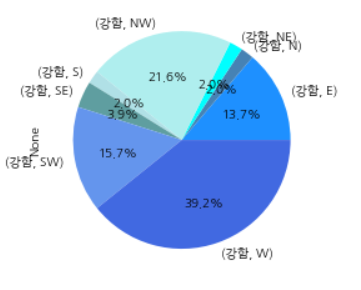 (강함, NW)
(강함, NE)
(강함, N)
(강함, S)
(강함, SE)
(강함, E)
21.6%
2.0%
2.0%
2.0%
3.9%
13.7%
None
(강함, SW)
15.7%
39.2%
(강함, W)